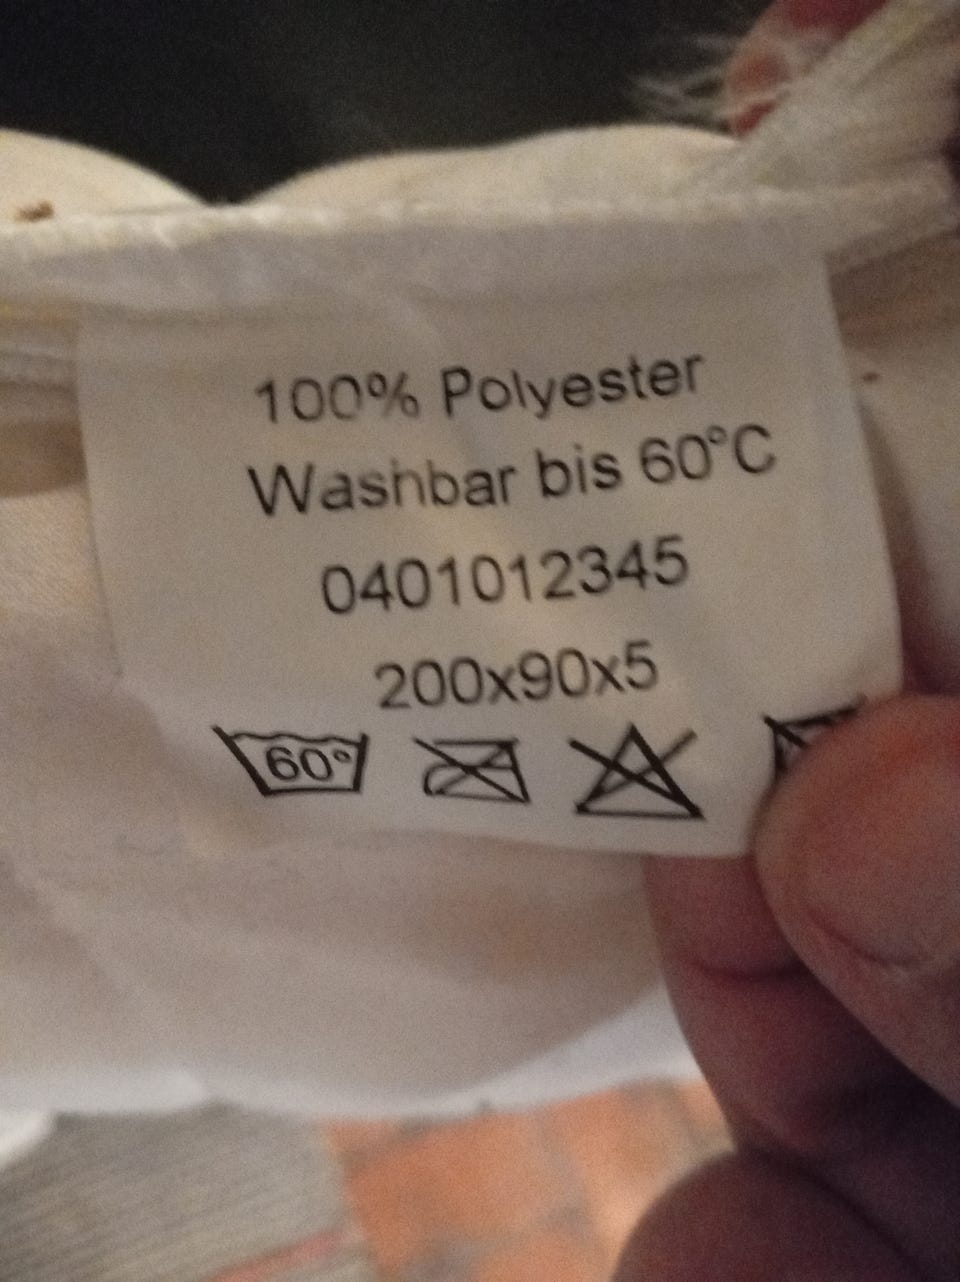 100% Polyester
Washbar bis 60°C
0401012345
200x90x5
60°